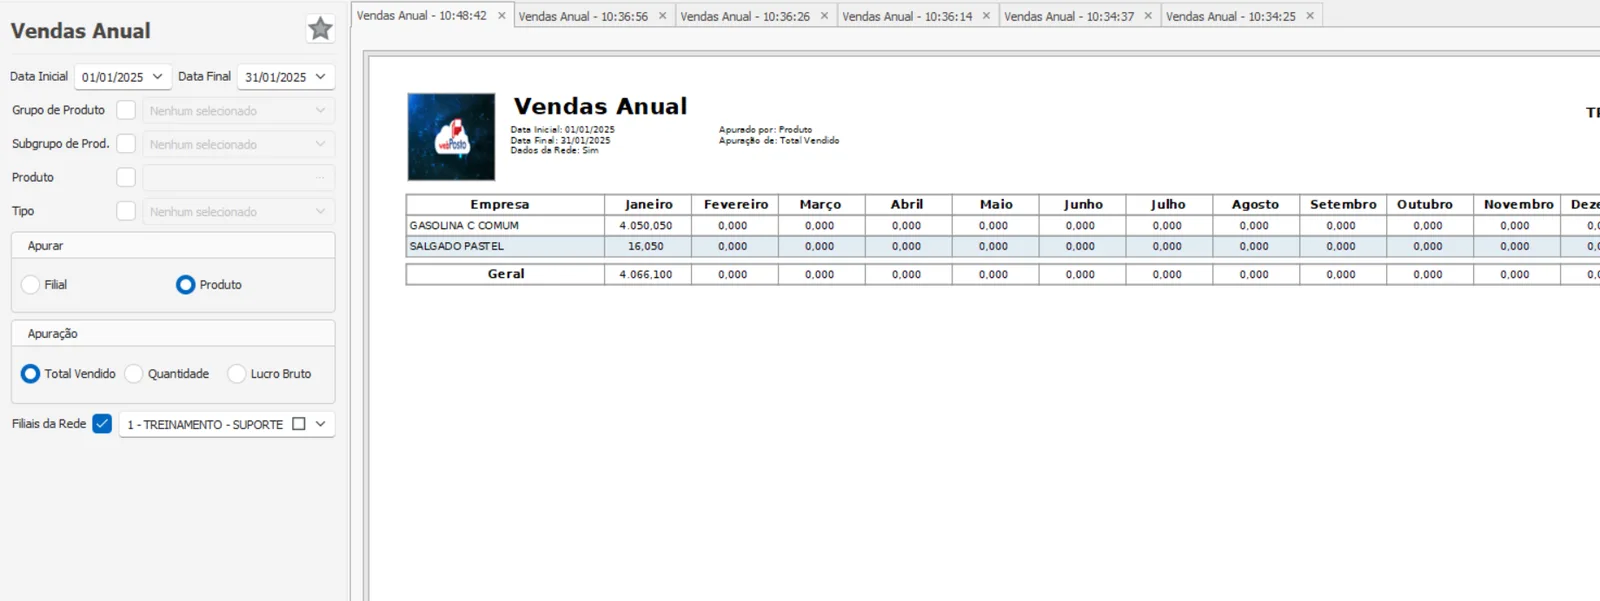 Vendas Anual
Data Inicial 01/01/2025 Data Final 31/01/2025
Grupo de Produto Nenhum selecionado
Subgrupo de Prod. Nenhum selecionado
Produto
Tipo Nenhum selecionado
Apurar
Filial Produto
Apuração
Total Vendido Quantidade Lucro Bruto
Filiais da Rede 1 - TREINAMENTO - SUPORTE
Vendas Anual - 10:48:42 Vendas Anual - 10:36:56 Vendas Anual - 10:36:26 Vendas Anual - 10:36:14 Vendas Anual - 10:34:37 Vendas Anual - 10:34:25
webPosto
Vendas Anual
Data Inicial: 01/01/2025 Apurado por: Produto
Data Final: 31/01/2025 Apuração de: Total Vendido
Dados da Rede: Sim
Empresa Janeiro Fevereiro Março Abril Maio Junho Julho Agosto Setembro Outubro Novembro Deze
GASOLINA C COMUM 4.050,050 0,000 0,000 0,000 0,000 0,000 0,000 0,000 0,000 0,000 0,000 0,0
SALGADO PASTEL 16,050 0,000 0,000 0,000 0,000 0,000 0,000 0,000 0,000 0,000 0,000 0,0
Geral 4.066,100 0,000 0,000 0,000 0,000 0,000 0,000 0,000 0,000 0,000 0,000 0,0